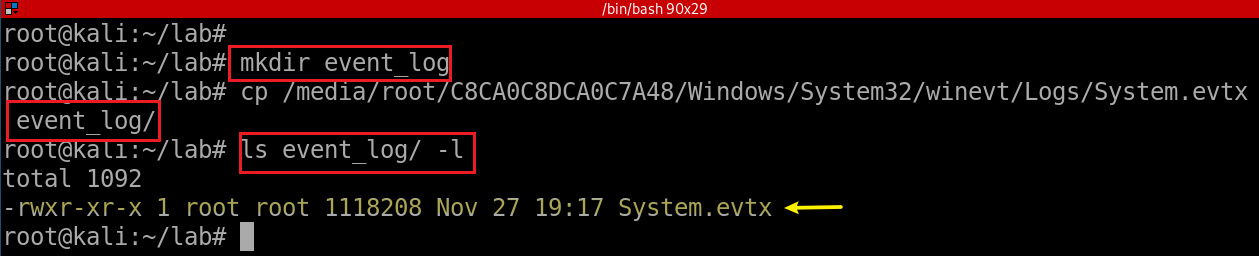 /bin/bash 90x29
root@kali:~/lab#
root@kali:~/lab# mkdir event_log
root@kali:~/lab# cp /media/root/C8CA0C8DCA0C7A48/Windows/System32/winevt/Logs/System.evtx
 event_log/
root@kali:~/lab# ls event_log/ -l
total 1092
-rwxr-xr-x 1 root root 1118208 Nov 27 19:17 System.evtx
root@kali:~/lab#